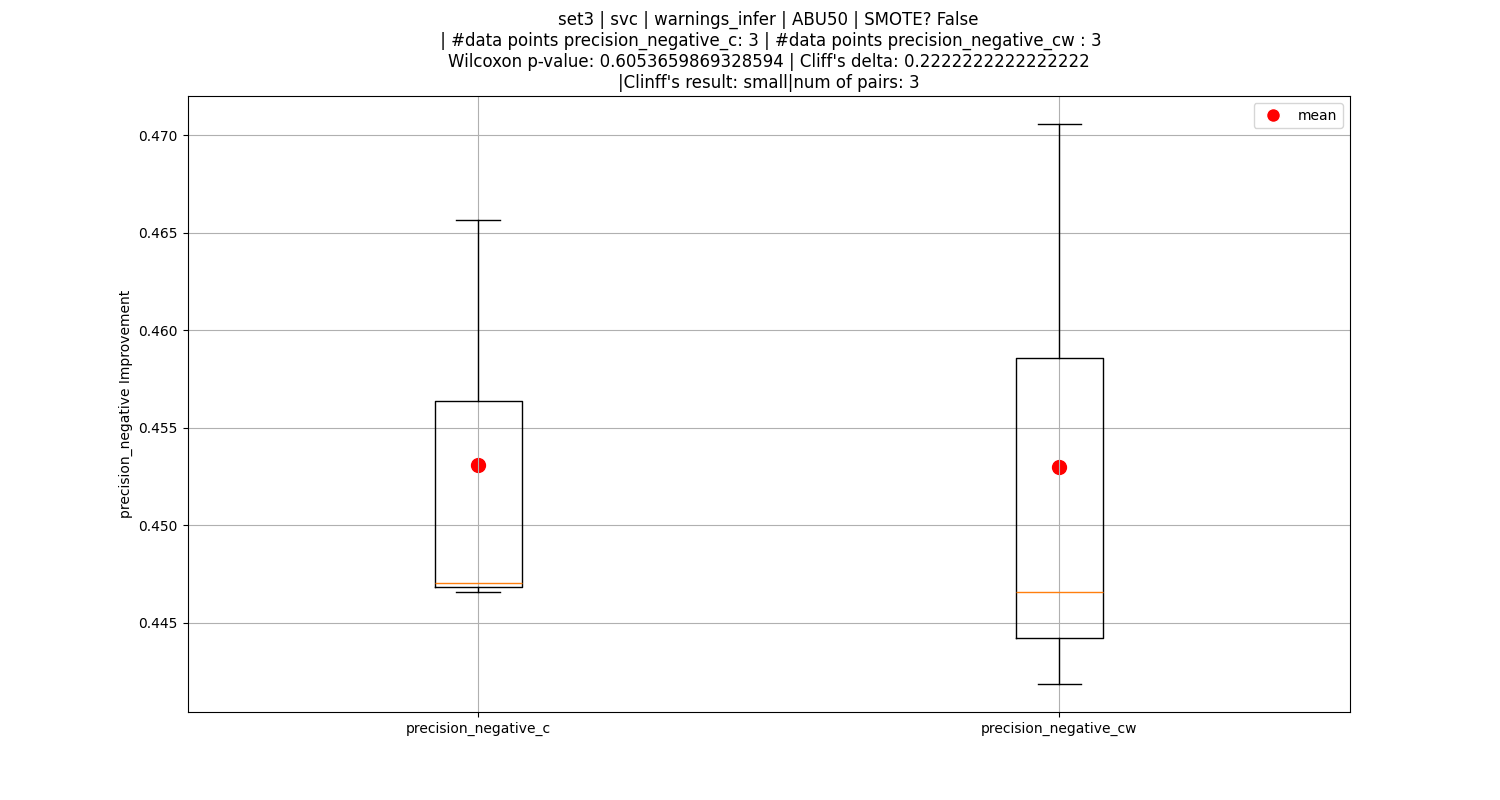 set3 | svc | warnings_infer | ABU50 | SMOTE? False
| #data points precision_negative_c: 3 | #data points precision_negative_cw : 3
Wilcoxon p-value: 0.6053659869328594 | Cliff's delta: 0.2222222222222222
|Clinff's result: small|num of pairs: 3
mean
0.470
0.465
0.460
0.455
0.450
0.445
precision_negative Improvement
precision_negative_c
precision_negative_cw